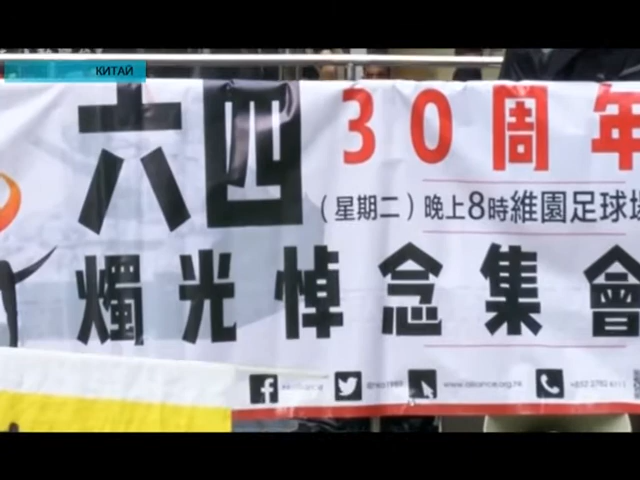 КИТАЙ
六四 30周年
(星期二)晚上8時維園足球場
燭光悼念集會
www.alliance.org.hk